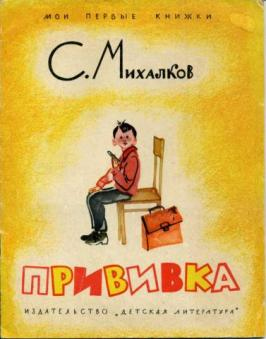 МОИ ПЕРВЫЕ КНИЖКИ
С. МИХАЛКОВ
ПРИВИВКА
ИЗДАТЕЛЬСТВО „ДЕТСКАЯ ЛИТЕРАТУРА"